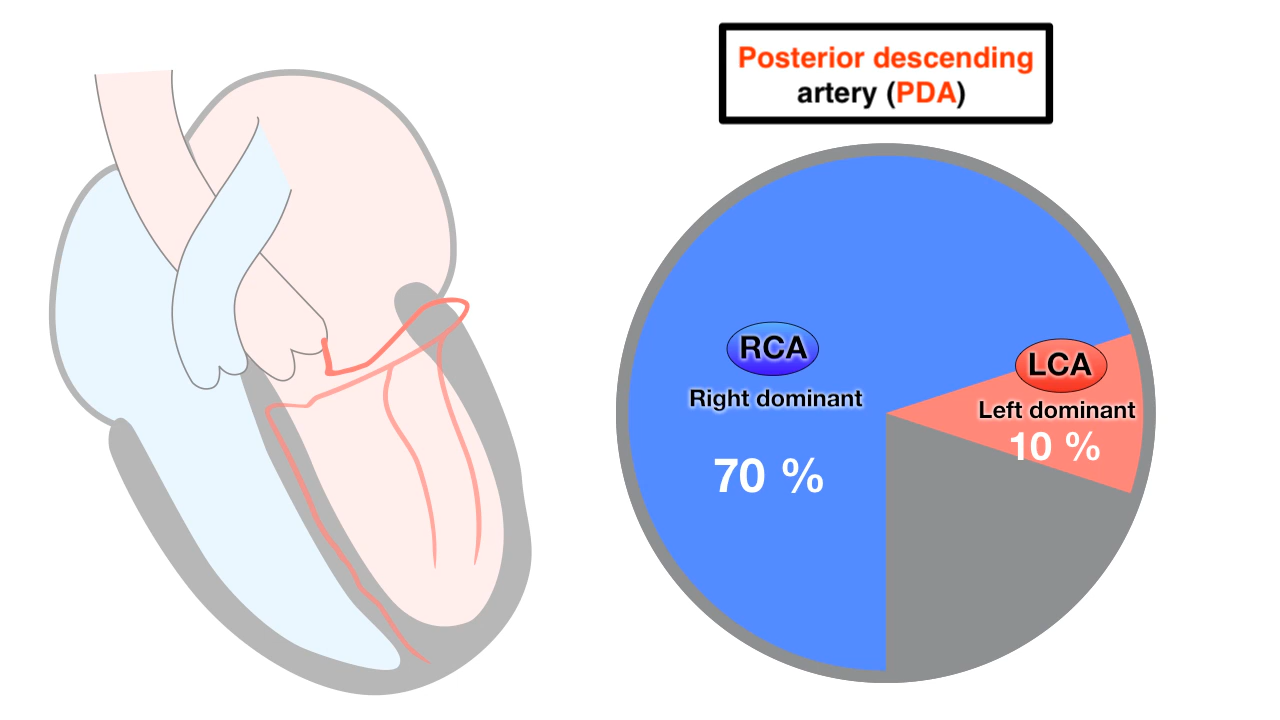 Posterior descending
artery (PDA)
RCA
Right dominant
70 %
LCA
Left dominant
10 %